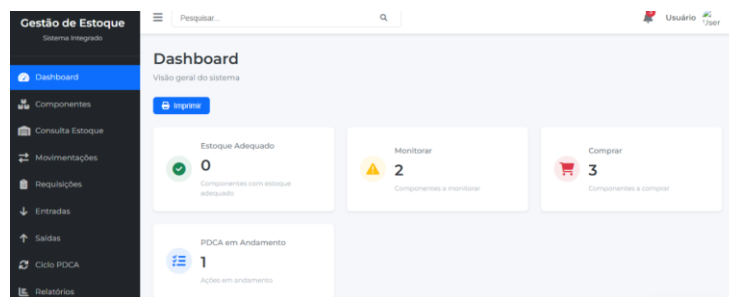 Gestão de Estoque
Sistema Integrado
Dashboard
Componentes
Consulta Estoque
Movimentações
Requisições
Entradas
Saídas
Ciclo PDCA
Relatórios
Pesquisar...
Usuário
User
Dashboard
Visão geral do sistema
Imprimir
Estoque Adequado
0
Componentes com estoque
adequado
Monitorar
2
Componentes a monitorar
Comprar
3
Componentes a comprar
PDCA em Andamento
1
Ações em andamento